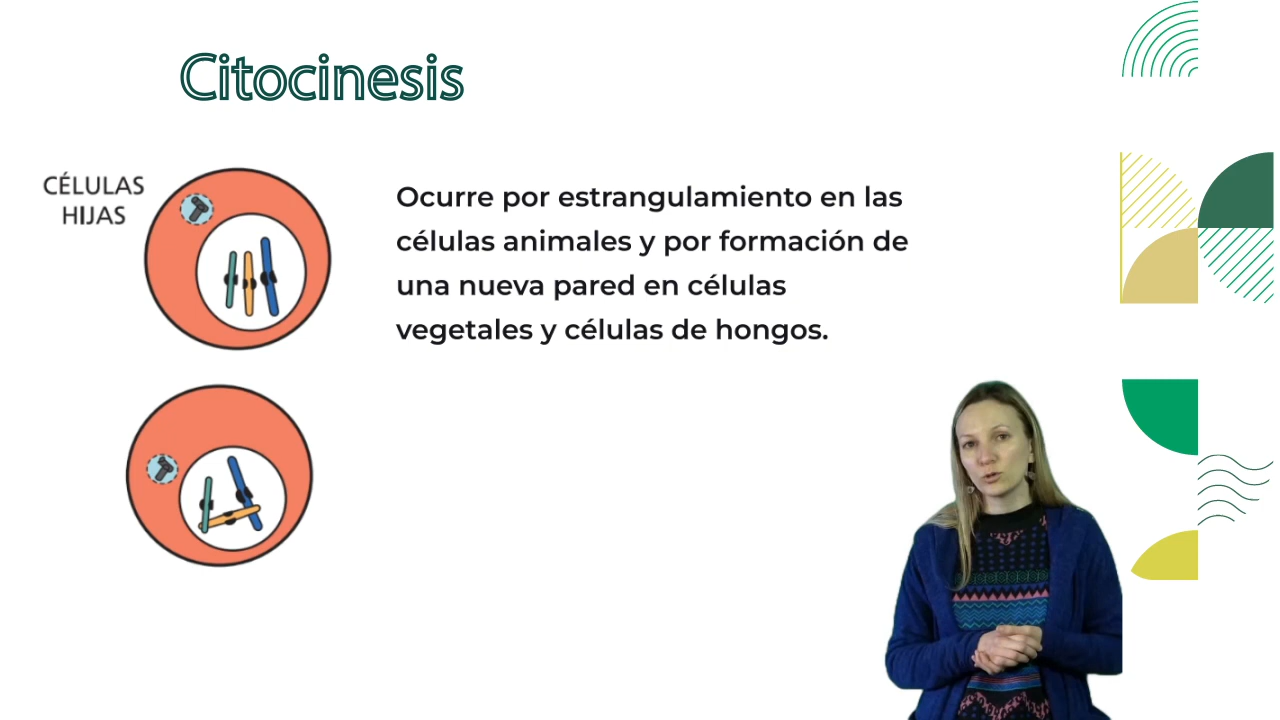 Citocinesis
CÉLULAS
HIJAS
Ocurre por estrangulamiento en las
células animales y por formación de
una nueva pared en células
vegetales y células de hongos.